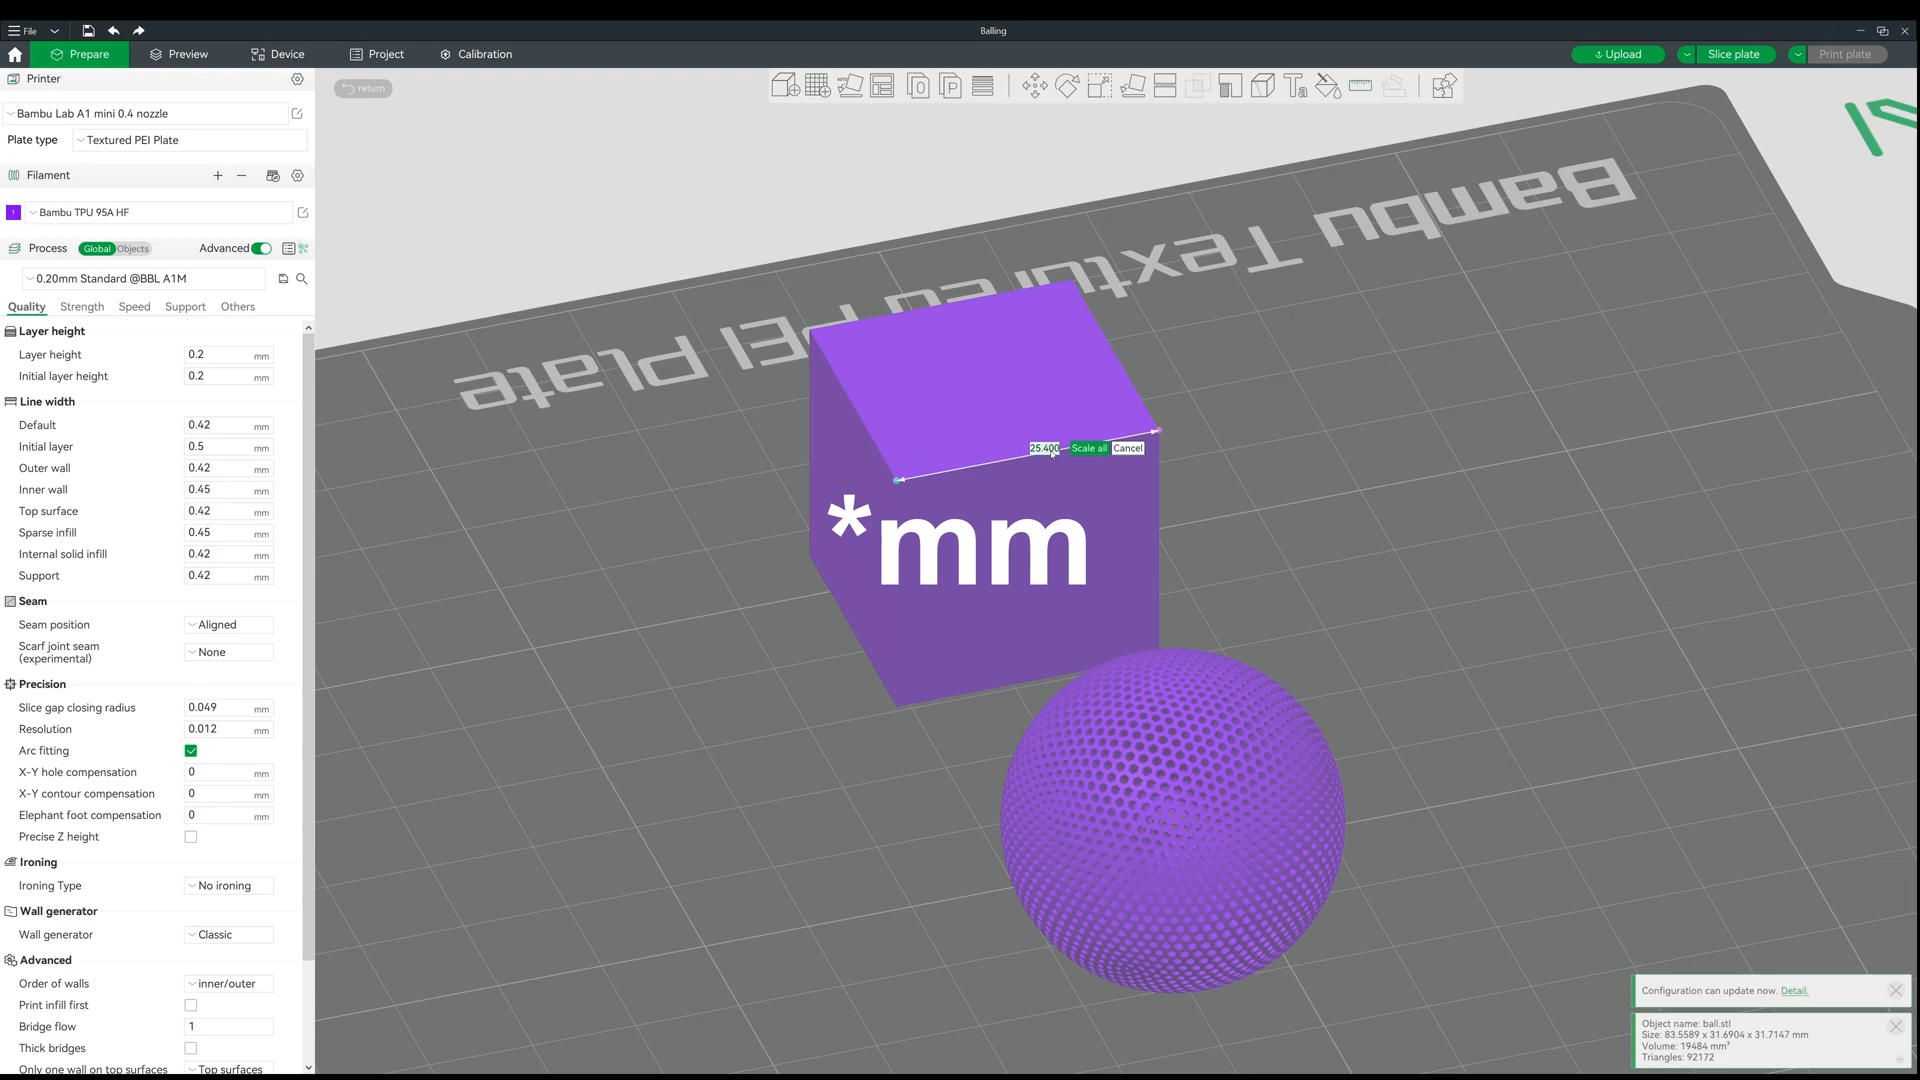 File
Balling
Prepare
Preview
Device
Project
Calibration
Upload
Slice plate
Print plate
Printer
return
Bambu Lab A1 mini 0.4 nozzle
Plate type
Textured PEI Plate
Filament
1
Bambu TPU 95A HF
Process
Global
Objects
Advanced
0.20mm Standard @BBL A1M
Quality
Strength
Speed
Support
Others
Layer height
Layer height 0.2 mm
Initial layer height 0.2 mm
Line width
Default 0.42 mm
Initial layer 0.5 mm
Outer wall 0.42 mm
Inner wall 0.45 mm
Top surface 0.42 mm
Sparse infill 0.45 mm
Internal solid infill 0.42 mm
Support 0.42 mm
Seam
Seam position Aligned
Scarf joint seam
(experimental)
None
Precision
Slice gap closing radius 0.049 mm
Resolution 0.012 mm
Arc fitting
X-Y hole compensation 0 mm
X-Y contour compensation 0 mm
Elephant foot compensation 0 mm
Precise Z height
Ironing
Ironing Type No ironing
Wall generator
Wall generator Classic
Advanced
Order of walls inner/outer
Print infill first
Bridge flow 1
Thick bridges
Only one wall on top surfaces Top surfaces
Bambu Textured PEI Plate
25.400 Scale all Cancel
*mm
Configuration can update now. Detail.
Object name: ball.stl
Size: 83.5589 x 31.6904 x 31.7147 mm
Volume: 19484 mm³
Triangles: 92172